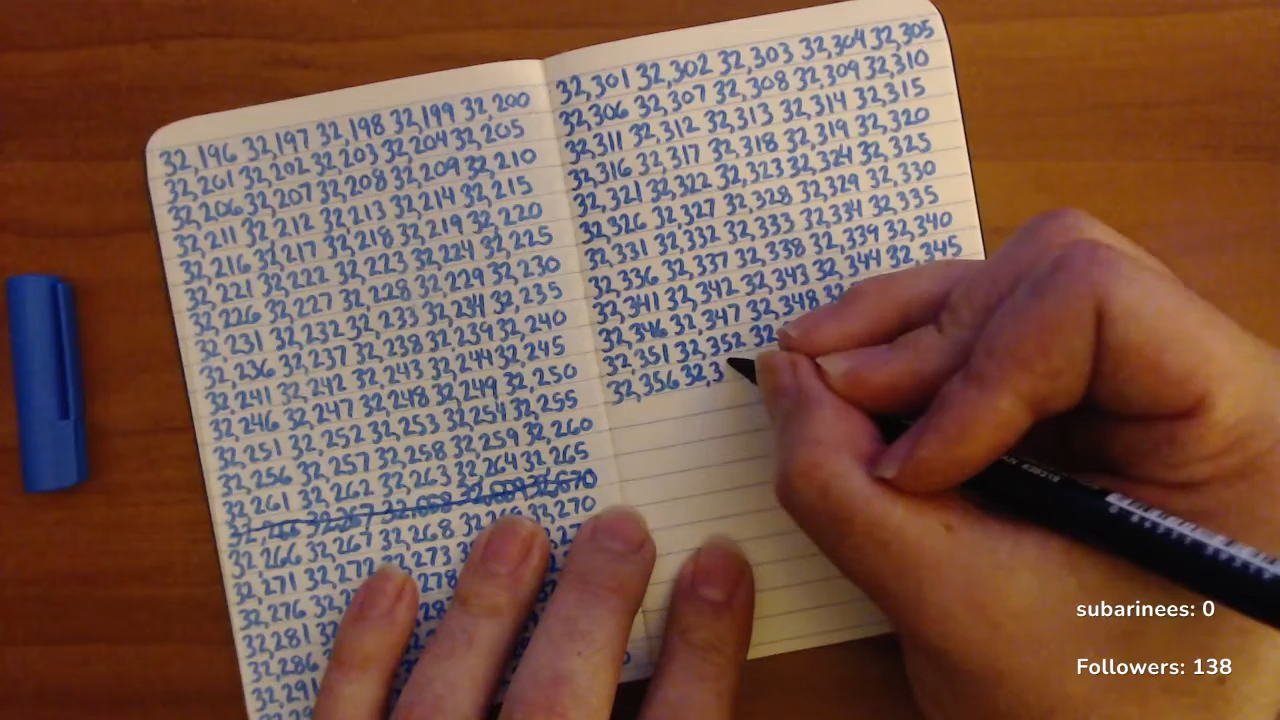 32,196 32,197 32,198 32,199 32,200
32,201 32,202 32,203 32,204 32,205
32,206 32,207 32,208 32,209 32,210
32,211 32,212 32,213 32,214 32,215
32,216 32,217 32,218 32,219 32,220
32,221 32,222 32,223 32,224 32,225
32,226 32,227 32,228 32,229 32,230
32,231 32,232 32,233 32,234 32,235
32,236 32,237 32,238 32,239 32,240
32,241 32,242 32,243 32,244 32,245
32,246 32,247 32,248 32,249 32,250
32,251 32,252 32,253 32,254 32,255
32,256 32,257 32,258 32,259 32,260
32,261 32,262 32,263 32,264 32,265
32,266 32,267 32,668 32,669 32,670
32,266 32,267 32,268 32,270
32,271 32,272 32,273
32,276
32,281
32,286
32,291
32,301 32,302 32,303 32,304 32,305
32,306 32,307 32,308 32,309 32,310
32,311 32,312 32,313 32,314 32,315
32,316 32,317 32,318 32,319 32,320
32,321 32,322 32,323 32,324 32,325
32,326 32,327 32,328 32,329 32,330
32,331 32,332 32,333 32,334 32,335
32,336 32,337 32,338 32,339 32,340
32,341 32,342 32,343 32,344 32,345
32,346 32,347 32,348
32,351 32,352 32
32,356 32,3
subarinees: 0
Followers: 138